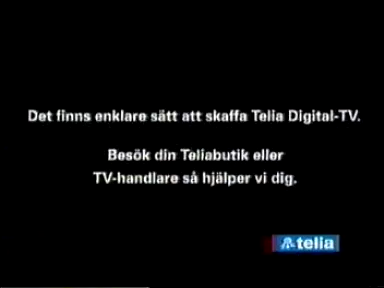 Det finns enklare sätt att skaffa Telia Digital-TV.
Besök din Teliabutik eller
TV-handlare så hjälper vi dig.
telia